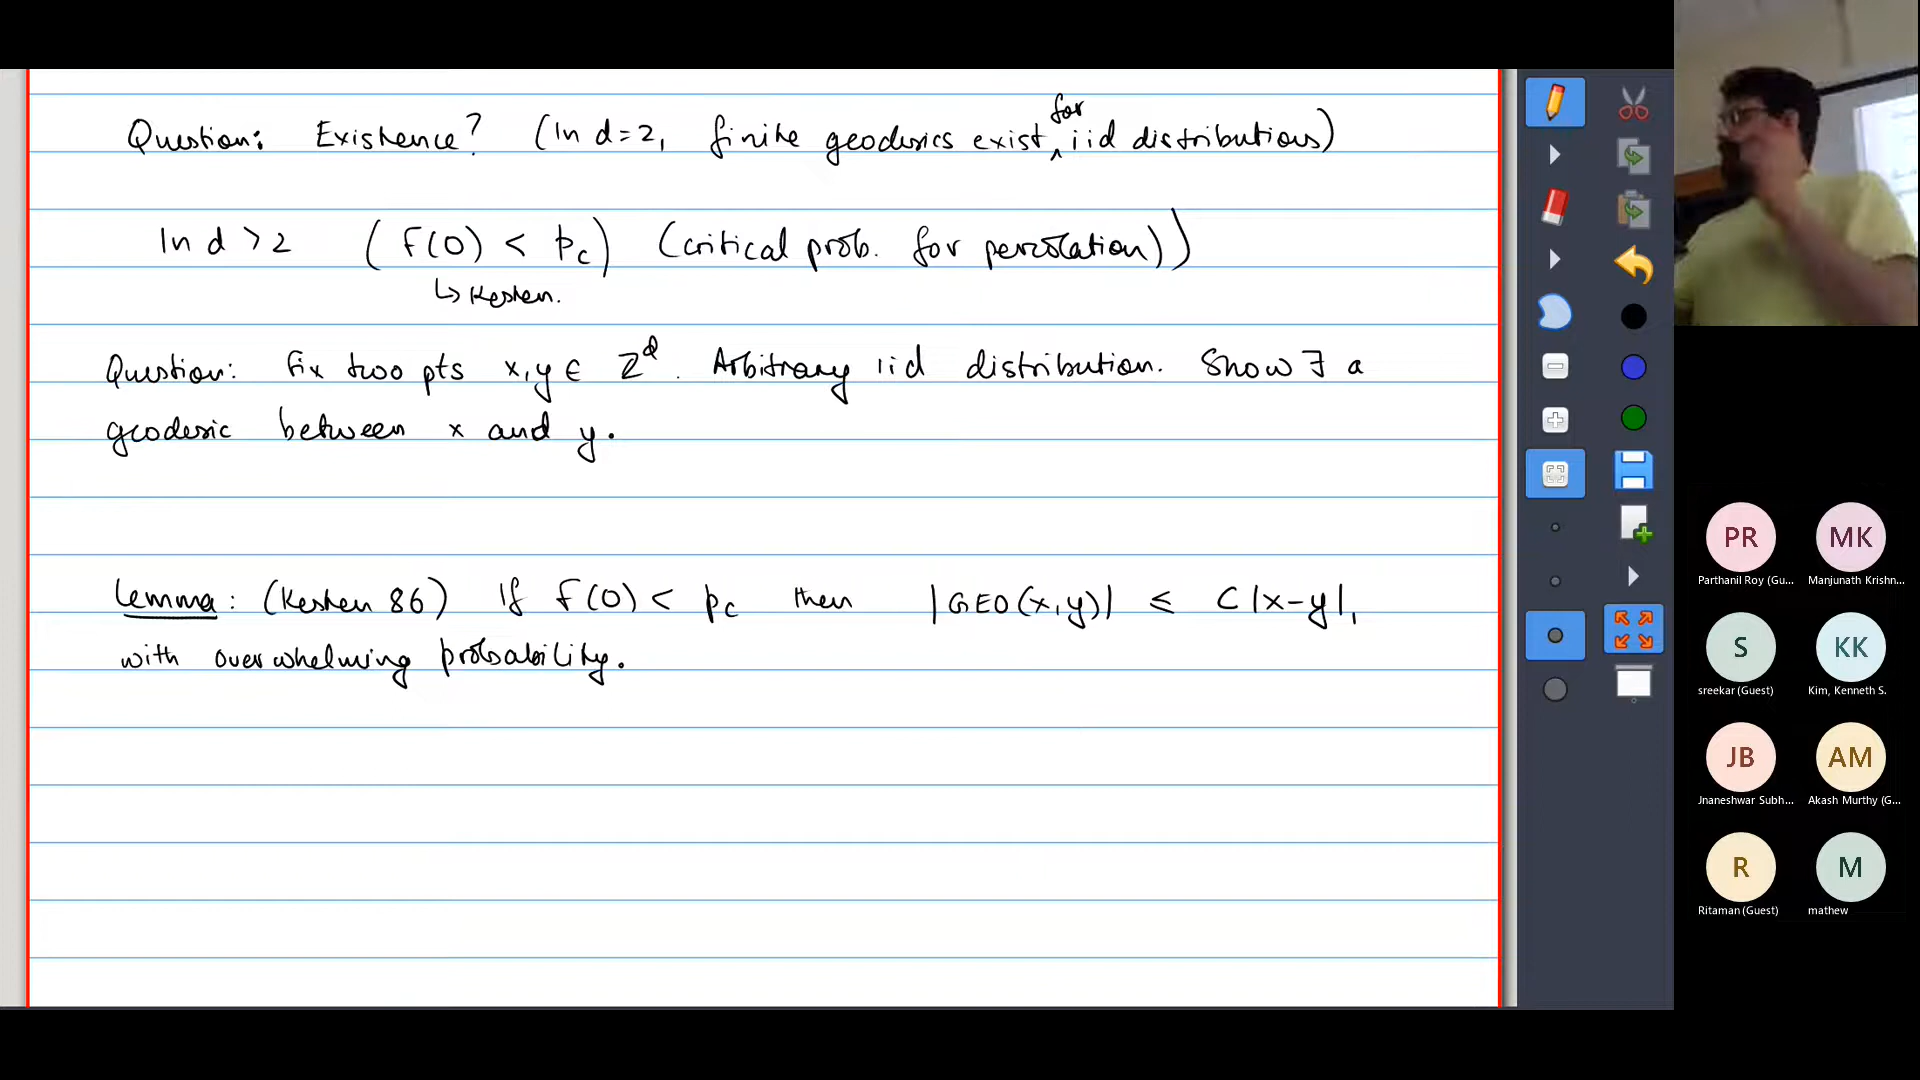 Question: Existence? (In d=2, finite geodesics exist for iid distributions)
In d > 2 (F(0) < pc) (critical prob. for percolation))
↳ Kesten.
Question: Fix two pts x,y ∈ Z^d. Arbitrary iid distribution. Show ∃ a
geodesic between x and y.
Lemma: (Kesten 86) If F(0) < pc then |GEO(x,y)| ≤ C|x-y|₁
with overwhelming probability.
PR MK
Parthanil Roy (Gu... Manjunath Krishn...
S KK
sreekar (Guest) Kim, Kenneth S.
JB AM
Jnaneshwar Subh... Akash Murthy (G...
R M
Ritaman (Guest) mathew